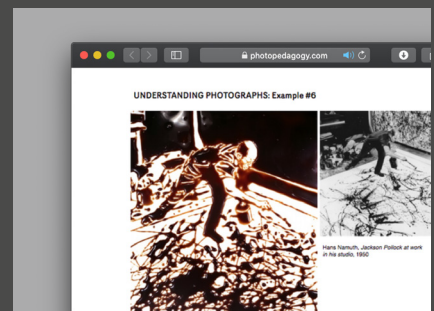 photopedagogy.com
UNDERSTANDING PHOTOGRAPHS: Example #6
Hans Namuth, Jackson Pollock at work
in his studio, 1950